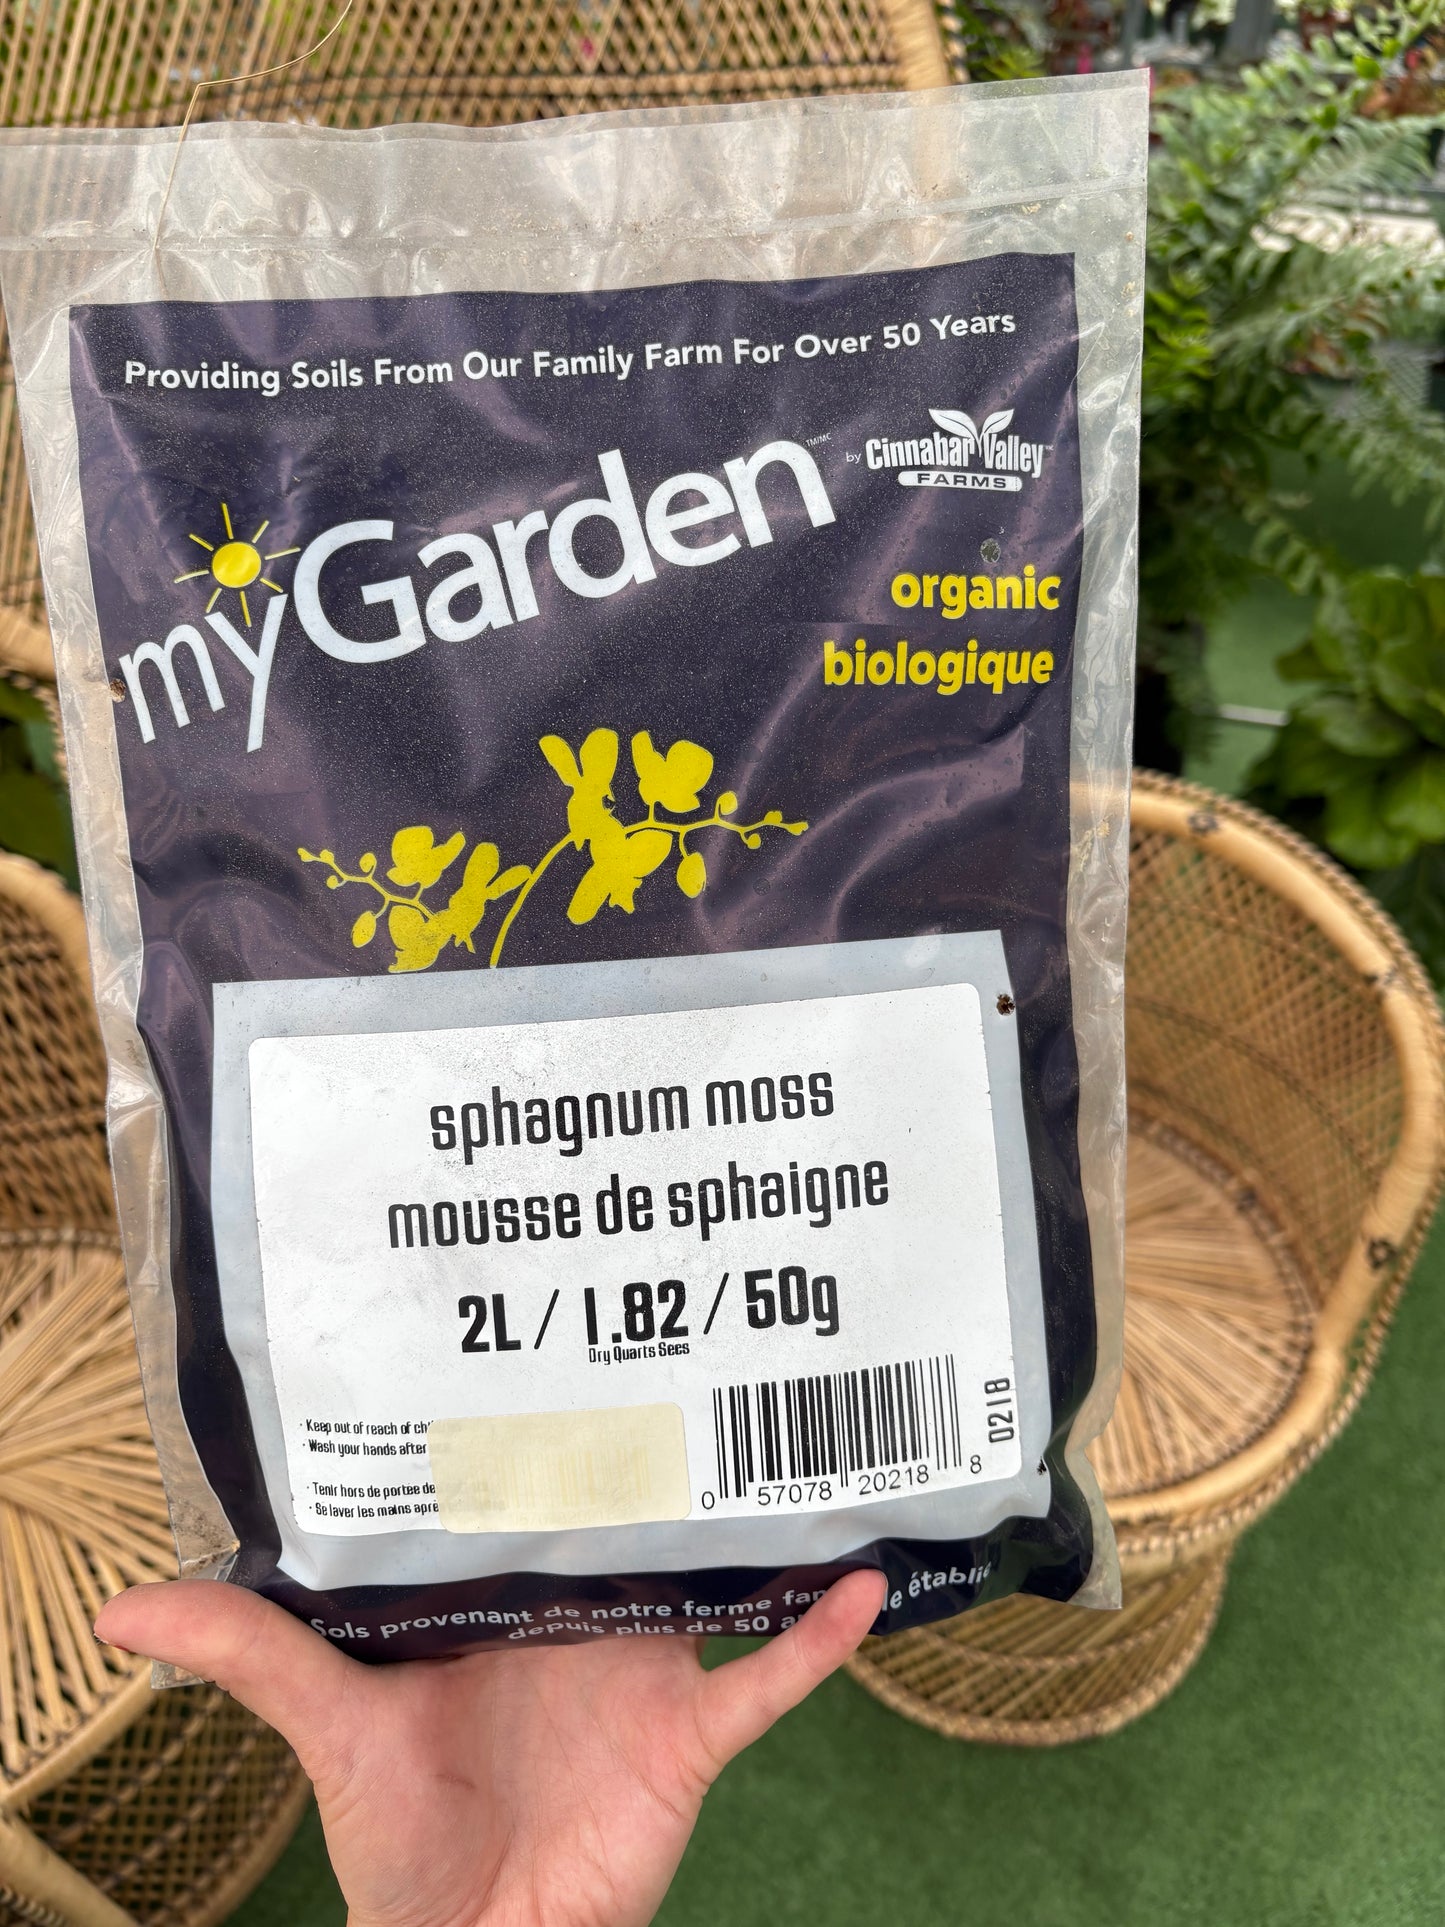 Providing Soils From Our Family Farm For Over 50 Years
myGarden TM/MC
by Cinnabar Valley™
FARMS
organic
biologique
sphagnum moss
mousse de sphaigne
2L / 1.82 / 50g
Dry Quarts Secs
· Keep out of reach of
· Wash your hands after
· Tenir hors de portée de
· Se laver les mains
0 57078 20218 8
0218
Sols provenant de notre ferme
depuis plus de 50